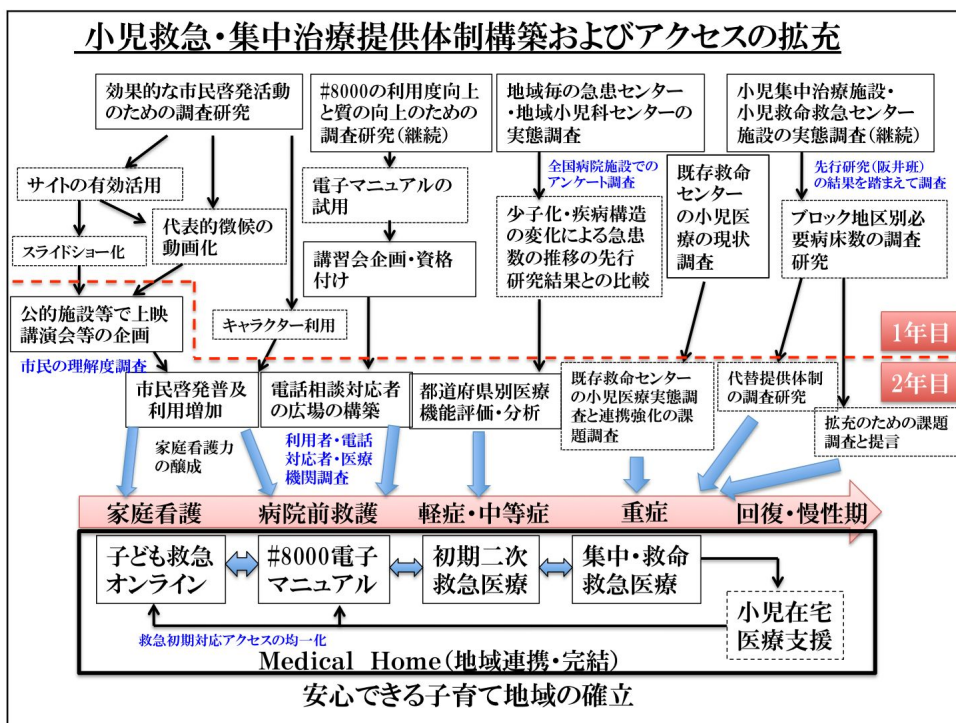 小児救急・集中治療提供体制構築およびアクセスの拡充
効果的な市民啓発活動
のための調査研究
#8000の利用度向上
と質の向上のための
調査研究(継続)
地域毎の急患センター
・地域小児科センターの
実態調査
小児集中治療施設・
小児救命救急センター
施設の実態調査(継続)
サイトの有効活用
代表的徴候の
動画化
スライドショー化
電子マニュアルの
試用
講習会企画・資格
付け
全国病院施設での
アンケート調査
少子化・疾病構造
の変化による急患
数の推移の先行
研究結果との比較
既存救命
センター
の小児医
療の現状
調査
先行研究(阪井班)
の結果を踏まえて調査
ブロック地区別必
要病床数の調査
研究
公的施設等で上映
講演会等の企画
キャラクター利用
1年目
2年目
市民の理解度調査
市民啓発普及
利用増加
電話相談対応者
の広場の構築
都道府県別医療
機能評価・分析
既存救命センター
の小児医療実態調
査と連携強化の課
題調査
代替提供体制
の調査研究
拡充のための課題
調査と提言
家庭看護力
の醸成
利用者・電話
対応者・医療
機関調査
家庭看護
病院前救護
軽症・中等症
重症
回復・慢性期
子ども救急
オンライン
#8000電子
マニュアル
初期二次
救急医療
集中・救命
救急医療
小児在宅
医療支援
救急初期対応アクセスの均一化
Medical Home(地域連携・完結)
安心できる子育て地域の確立